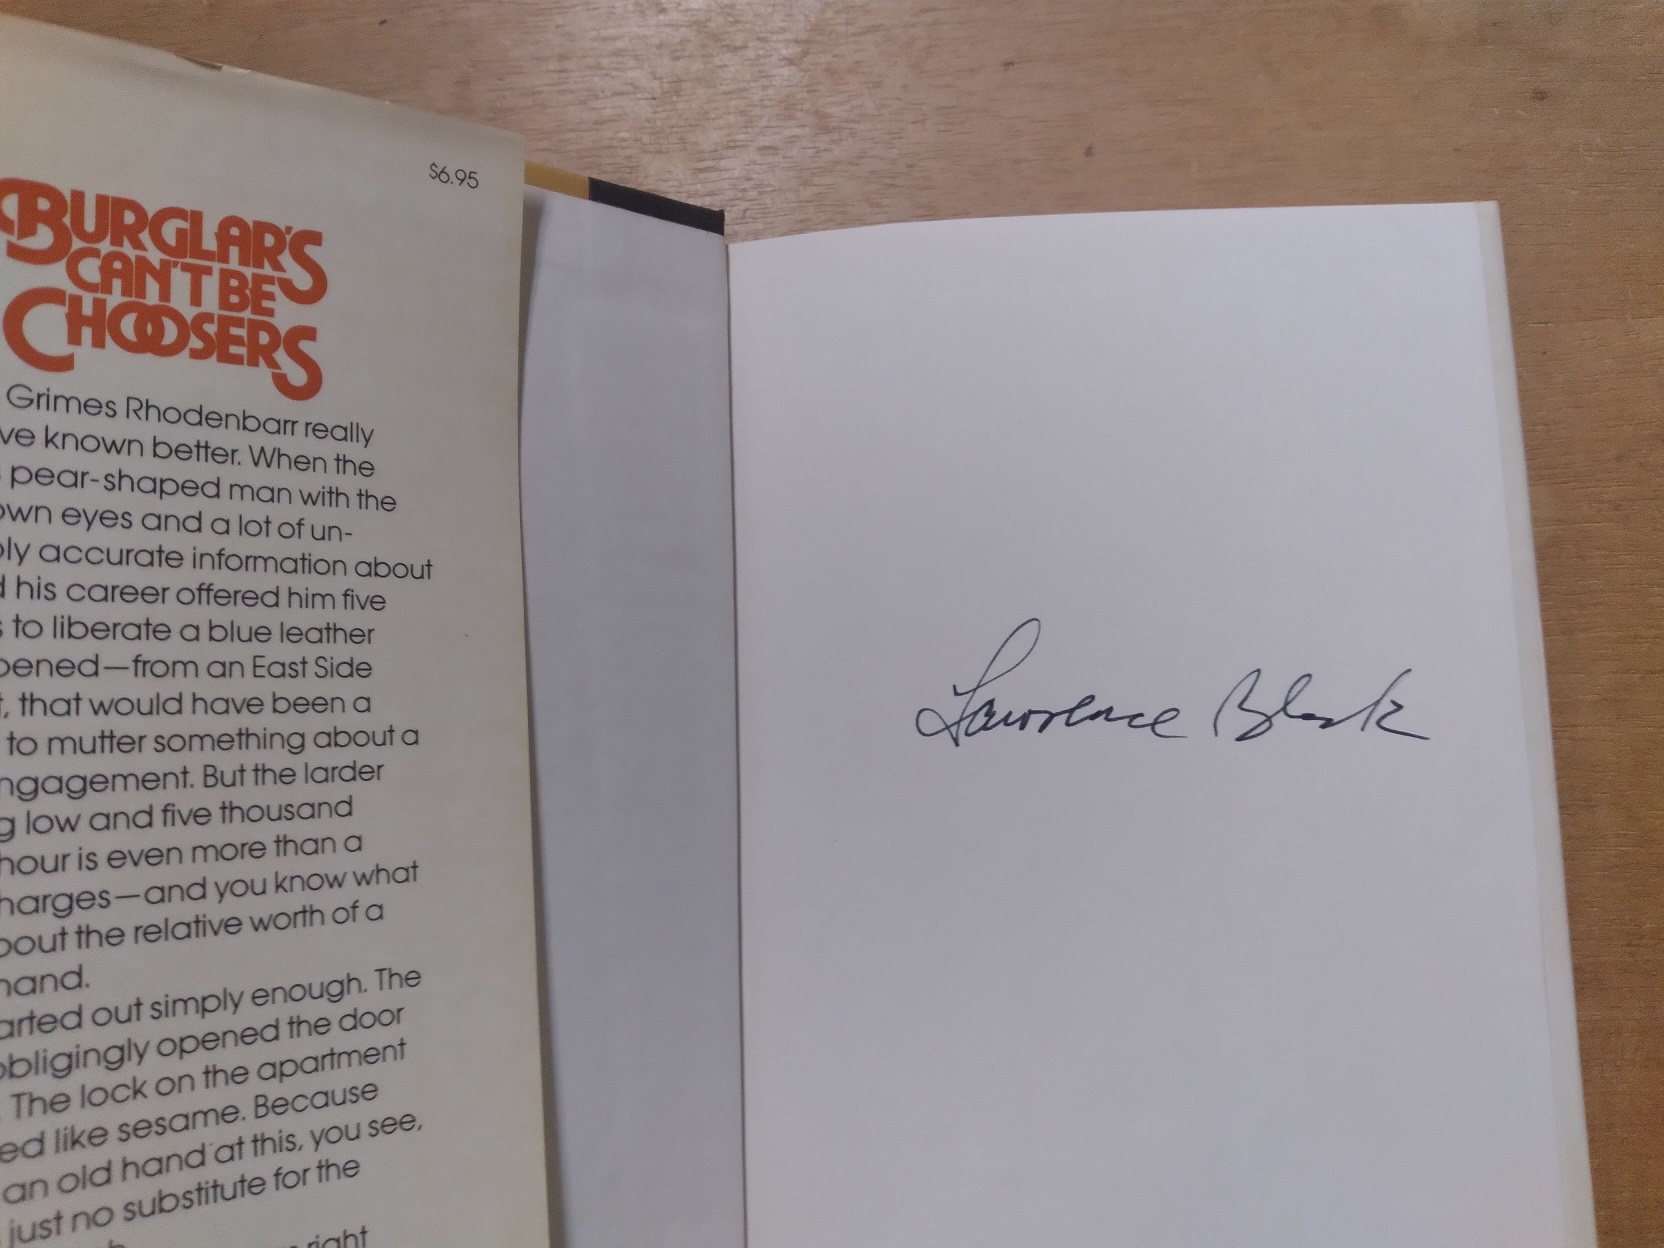 $6.95
BURGLAR'S
CAN'T BE
CHOOSERS
Grimes Rhodenbarr really
ve known better. When the
pear-shaped man with the
own eyes and a lot of un-
bly accurate information about
d his career offered him five
s to liberate a blue leather
pened—from an East Side
t, that would have been a
to mutter something about a
ngagement. But the larder
g low and five thousand
hour is even more than a
harges—and you know what
bout the relative worth of a
hand.
arted out simply enough. The
obligingly opened the door
. The lock on the apartment
ed like sesame. Because
an old hand at this, you see,
just no substitute for the
right
Lawrence Block